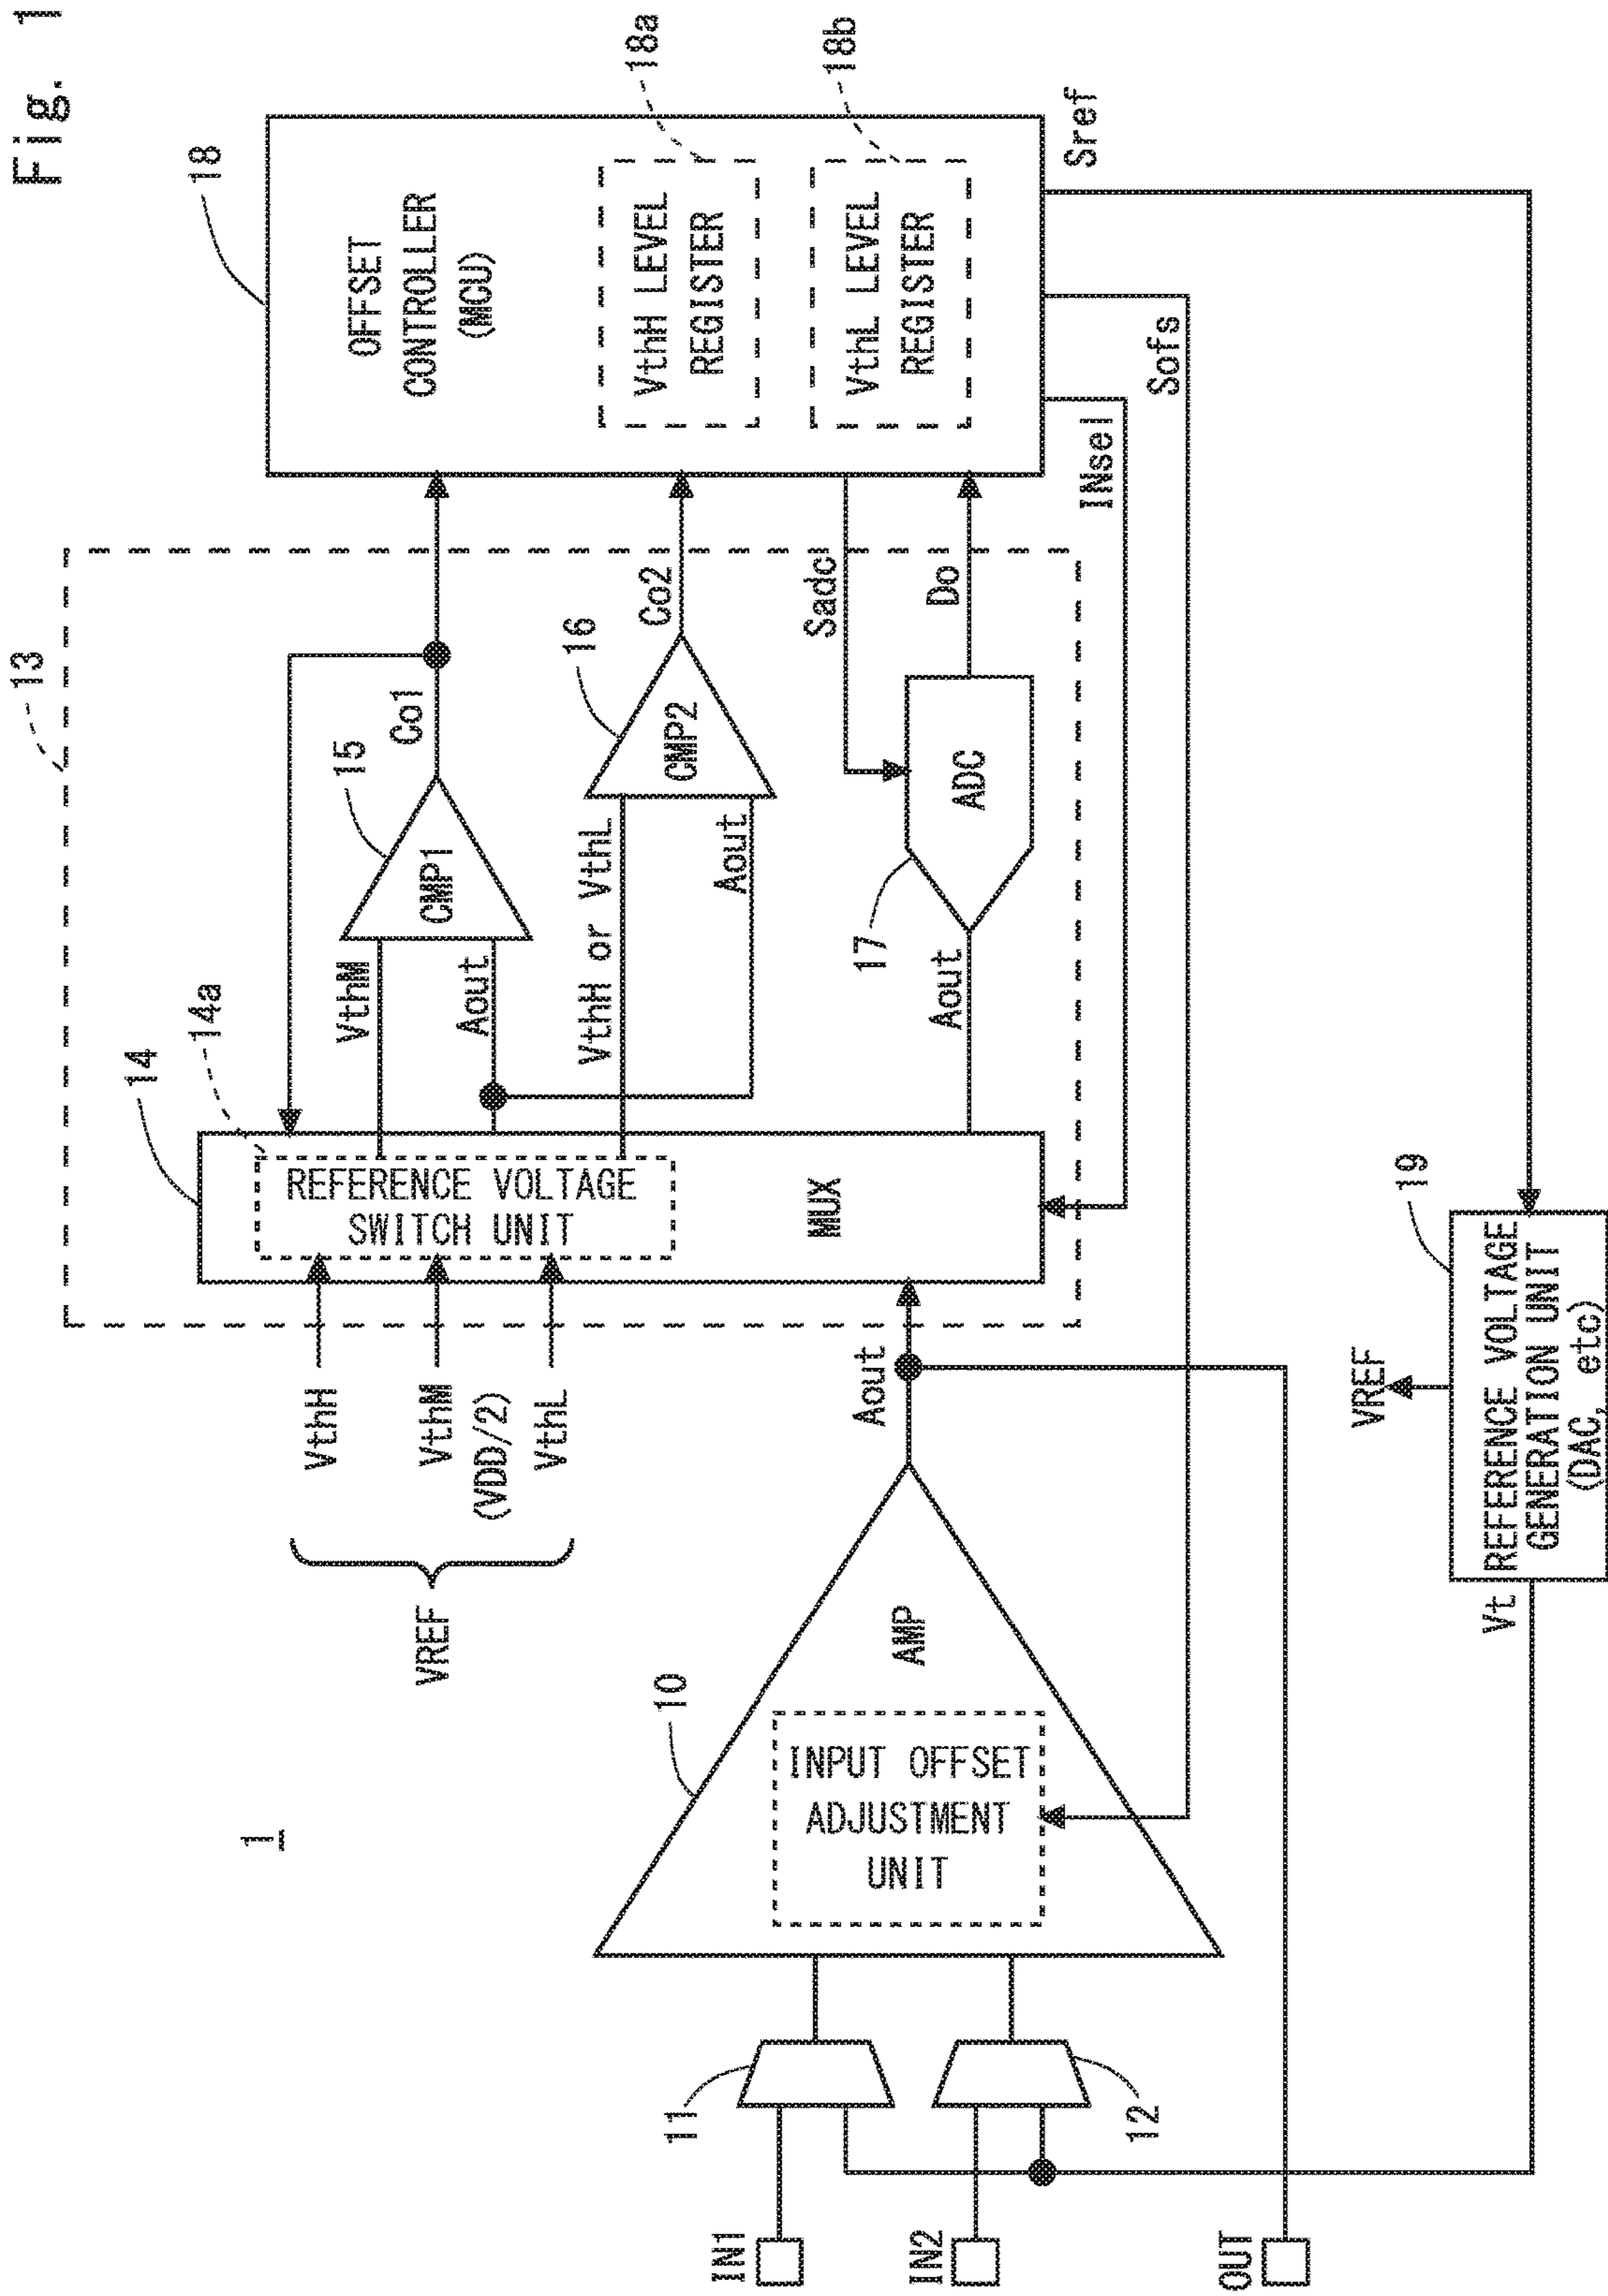 Fig. 1
1
13
14
14a
15
16
17
18
18a
18b
VthH
VthM
(VDD/2)
VthL
VREF
REFERENCE VOLTAGE
SWITCH UNIT
MUX
VthM
Aout
CMP1
Co1
VthH or VthL
Aout
CMP2
Co2
Sadc
Aout
ADC
Do
OFFSET
CONTROLLER
(MCU)
VthH LEVEL
REGISTER
VthL LEVEL
REGISTER
INsel
Sofs
Sref
10
AMP
INPUT OFFSET
ADJUSTMENT
UNIT
Aout
11
12
IN1
IN2
OUT
VREF
19
Vt
REFERENCE VOLTAGE
GENERATION UNIT
(DAC, etc)